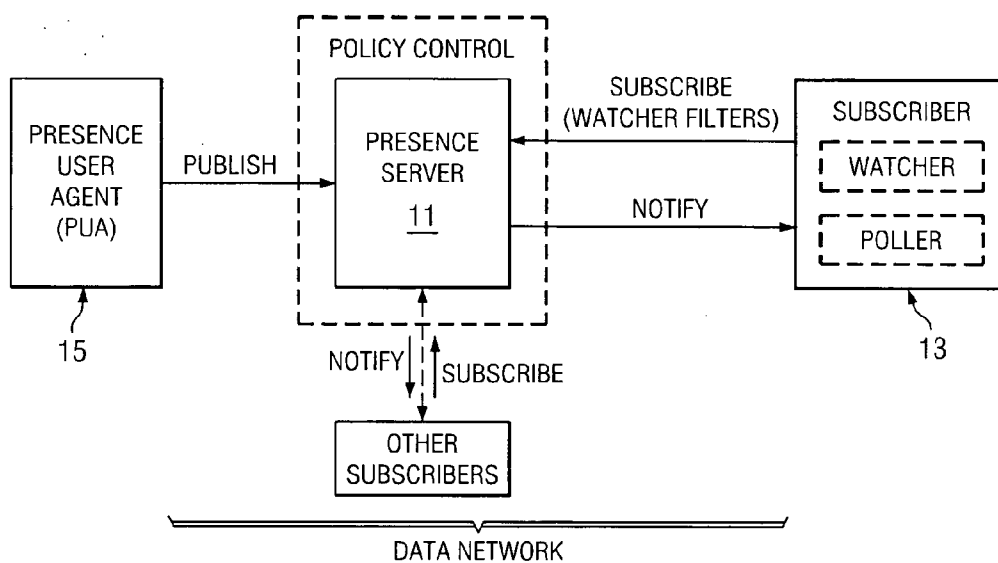 POLICY CONTROL
PRESENCE
USER
AGENT
(PUA)
15
PUBLISH
PRESENCE
SERVER
11
SUBSCRIBE
(WATCHER FILTERS)
NOTIFY
SUBSCRIBER
WATCHER
POLLER
13
NOTIFY
SUBSCRIBE
OTHER
SUBSCRIBERS
DATA NETWORK